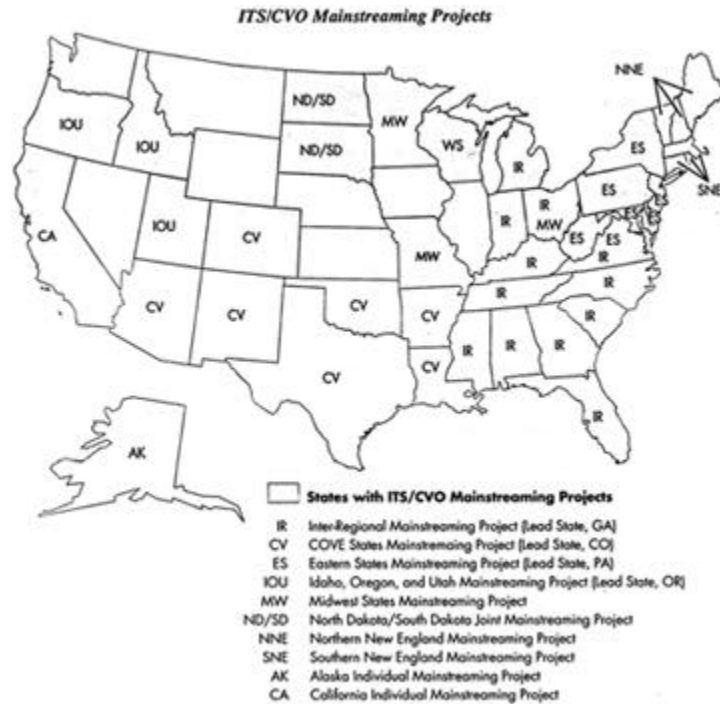 ITS/CVO Mainstreaming Projects
NNE
ND/SD
MW
IOU
WS
ES
IOU
ND/SD
IR
ES
SNE
IR
ES
IR
MW
ES
ES
ES
CA
IOU
CV
MW
ES
IR
IR
IR
IR
CV
CV
CV
CV
IR
IR
IR
IR
CV
CV
IR
AK
States with ITS/CVO Mainstreaming Projects
IR Inter-Regional Mainstreaming Project (Lead State, GA)
CV COVE States Mainstremaing Project (Lead State, CO)
ES Eastern States Mainstreaming Project (Lead State, PA)
IOU Idaho, Oregon, and Utah Mainstreaming Project (Lead State, OR)
MW Midwest States Mainstreaming Project
ND/SD North Dakota/South Dakota Joint Mainstreaming Project
NNE Northern New England Mainstreaming Project
SNE Southern New England Mainstreaming Project
AK Alaska Individual Mainstreaming Project
CA California Individual Mainstreaming Project